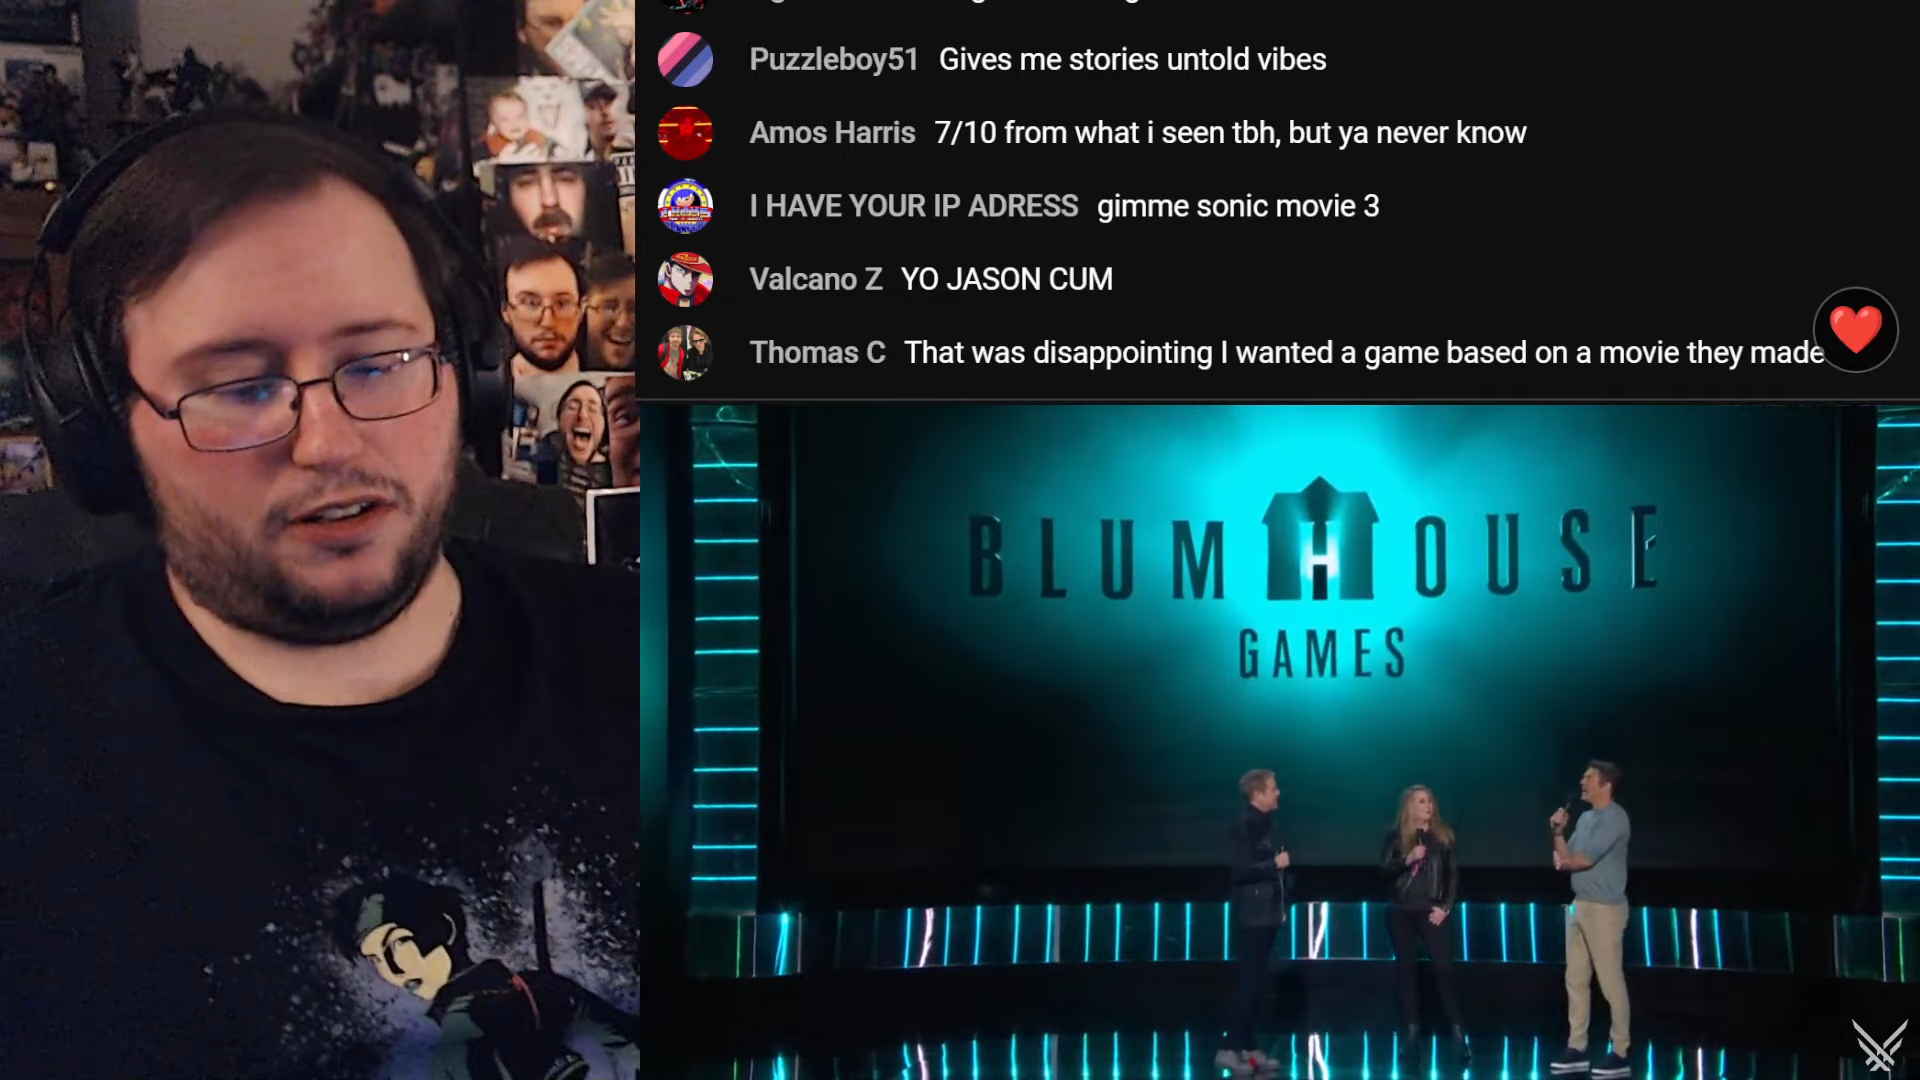 Puzzleboy51 Gives me stories untold vibes
Amos Harris 7/10 from what i seen tbh, but ya never know
I HAVE YOUR IP ADRESS gimme sonic movie 3
Valcano Z YO JASON CUM
Thomas C That was disappointing I wanted a game based on a movie they made
BLUMHOUSE
GAMES